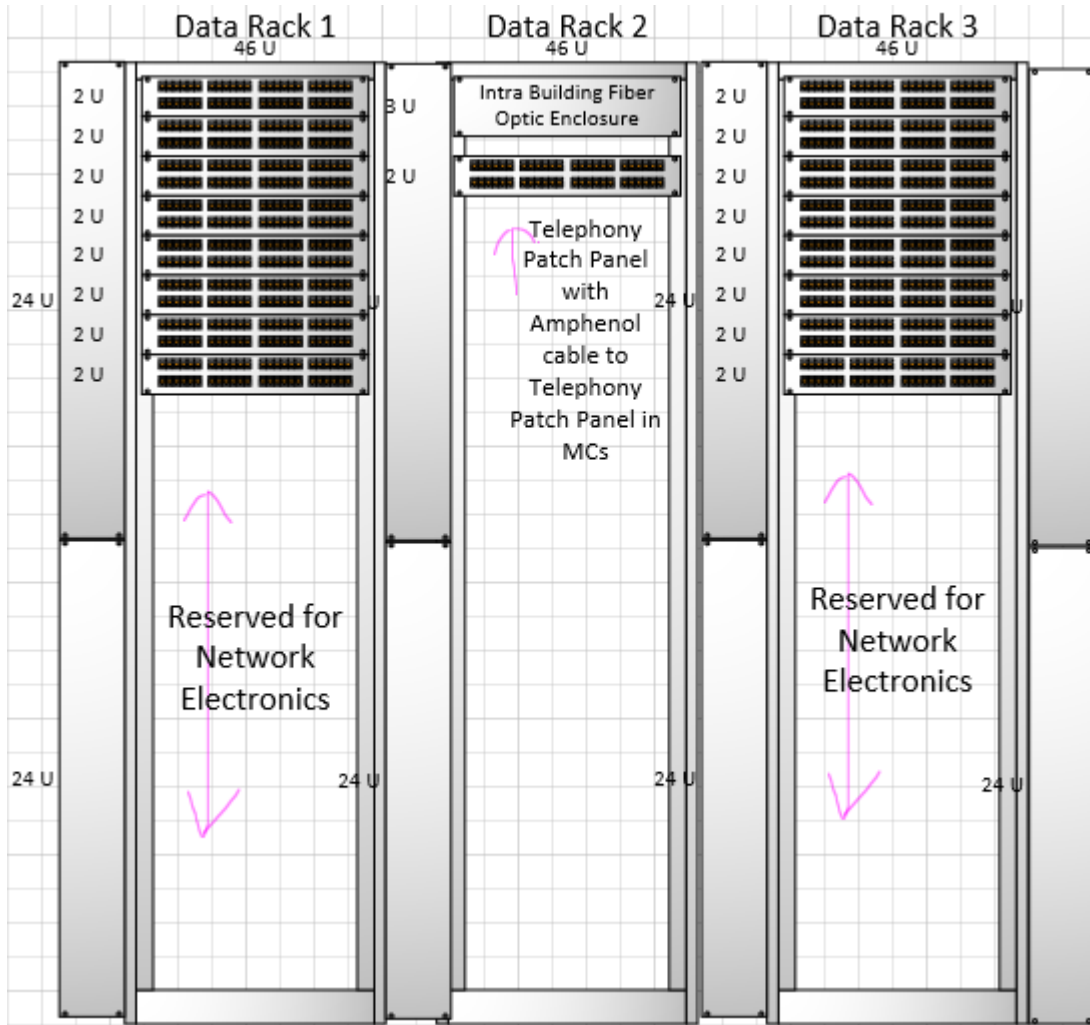 Data Rack 1
46 U
Data Rack 2
46 U
Data Rack 3
46 U
2 U
2 U
2 U
2 U
2 U
2 U
2 U
2 U
24 U
24 U
Reserved for
Network
Electronics
24 U
3 U
2 U
Intra Building Fiber
Optic Enclosure
Telephony
Patch Panel
with
Amphenol
cable to
Telephony
Patch Panel in
MCs
24 U
24 U
2 U
2 U
2 U
2 U
2 U
2 U
2 U
2 U
Reserved for
Network
Electronics
24 U